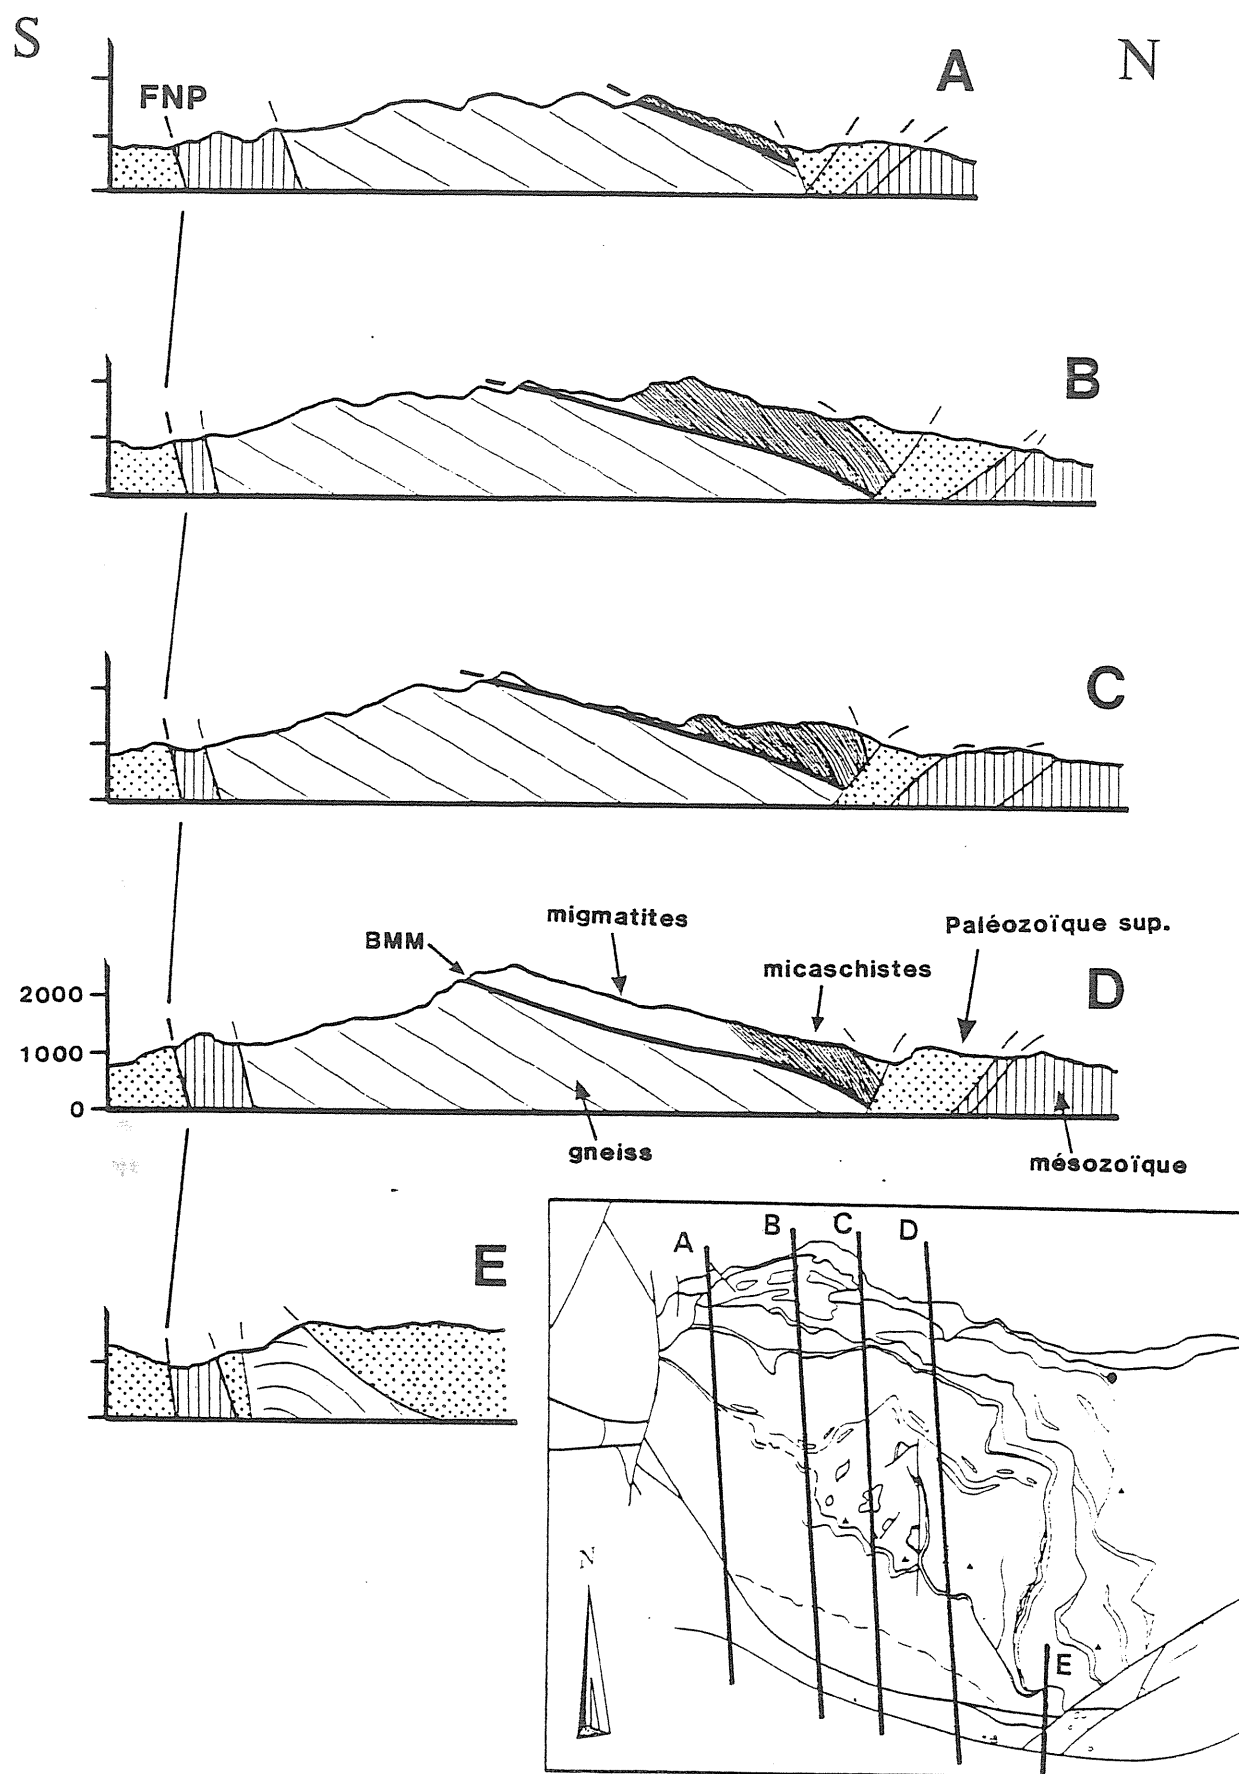 S
A
N
FNP
B
C
migmatites
BMM
Paléozoïque sup.
micaschistes
D
2000
1000
0
gneiss
mésozoïque
E
A
B
C
D
N
E